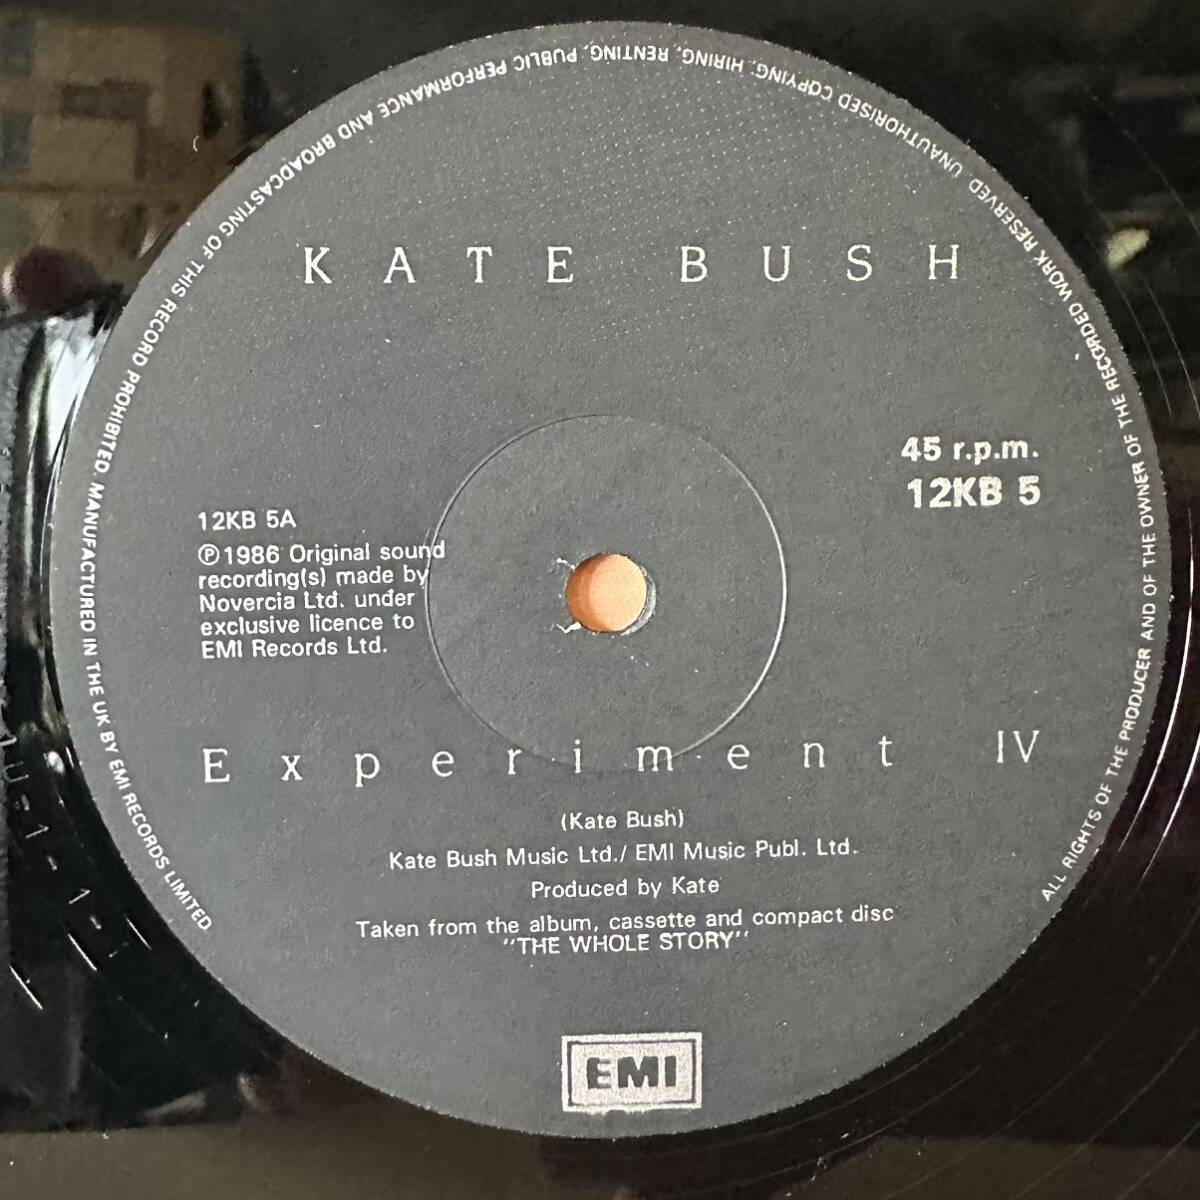 KATE BUSH
45 r.p.m.
12KB 5
12KB 5A
℗1986 Original sound
recording(s) made by
Novercia Ltd. under
exclusive licence to
EMI Records Ltd.
Experiment IV
(Kate Bush)
Kate Bush Music Ltd./ EMI Music Publ. Ltd.
Produced by Kate
Taken from the album, cassette and compact disc
"THE WHOLE STORY"
EMI
ALL RIGHTS OF THE PRODUCER AND OF THE OWNER OF THE RECORDED WORK RESERVED. UNAUTHORISED COPYING, HIRING, RENTING, PUBLIC PERFORMANCE AND BROADCASTING OF THIS RECORD PROHIBITED. MANUFACTURED IN THE UK BY EMI RECORDS LIMITED